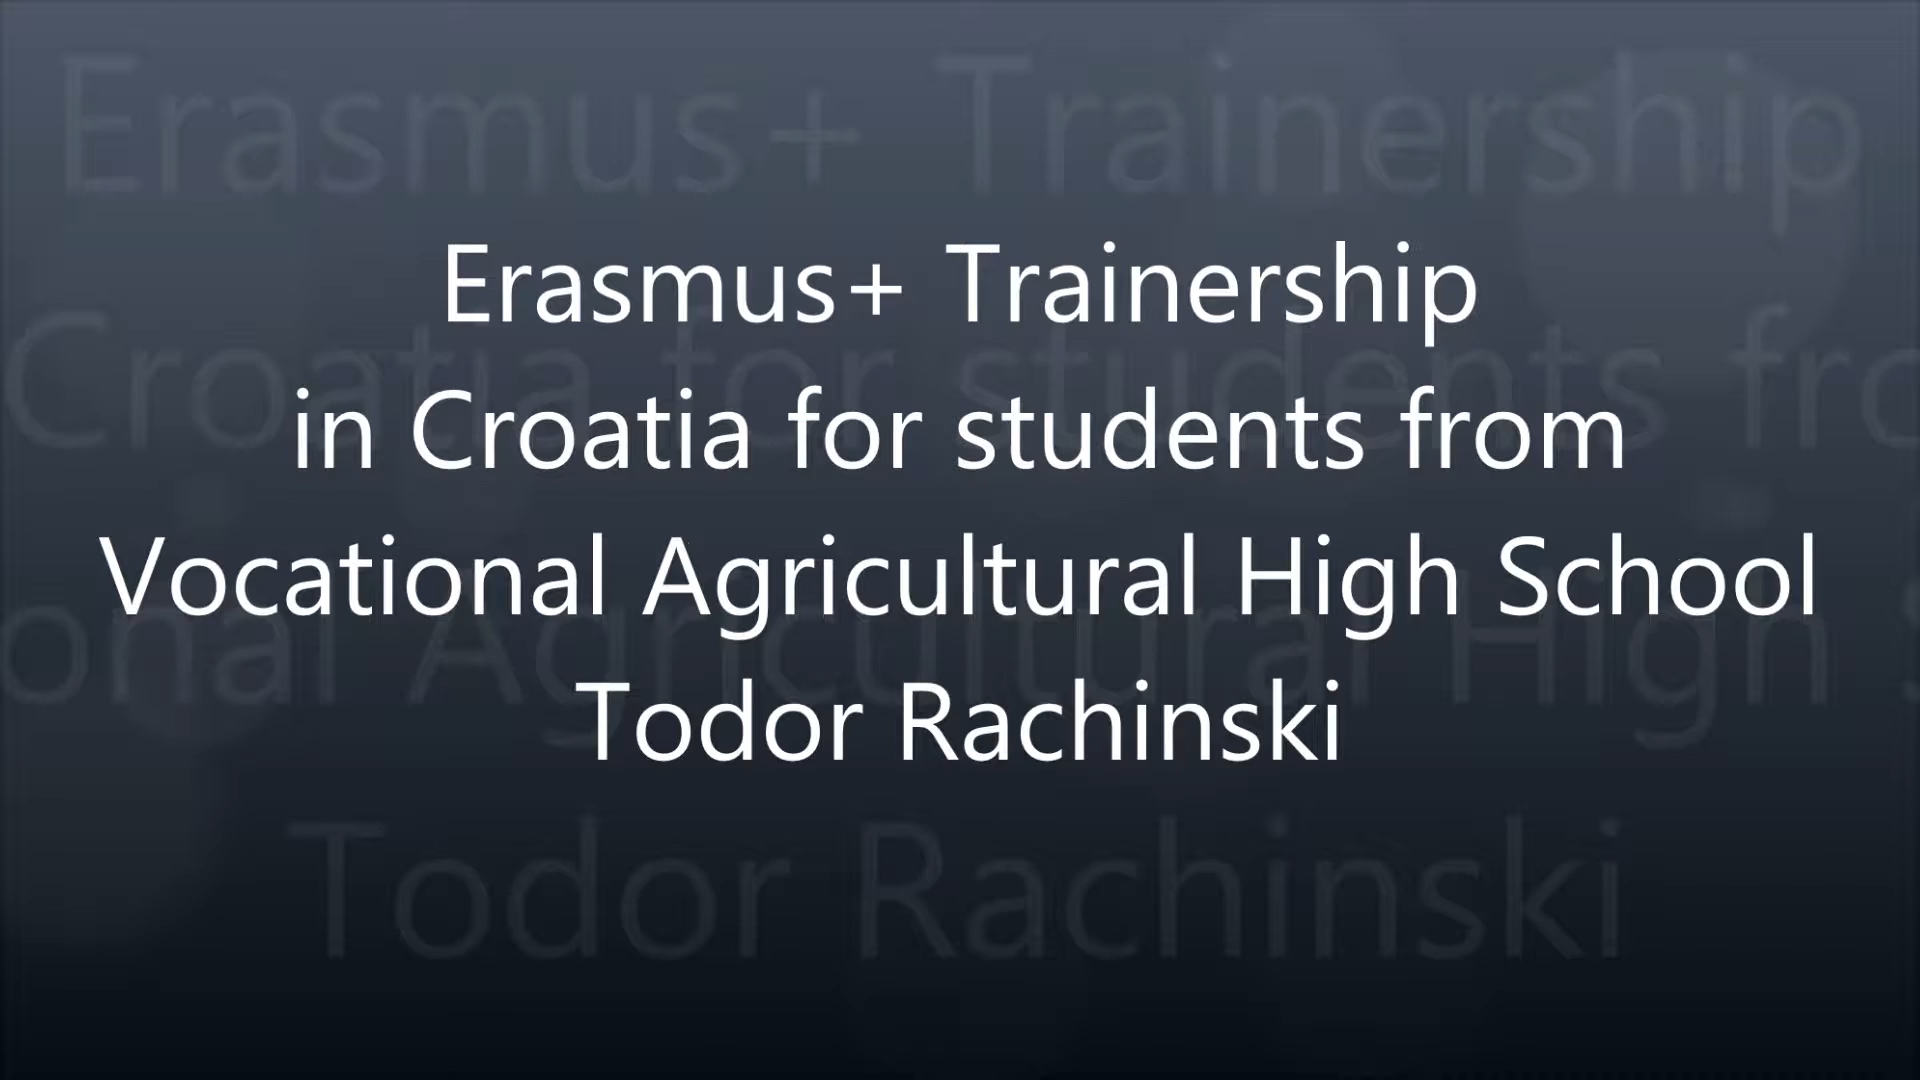 Erasmus+ Trainership
in Croatia for students from
Vocational Agricultural High School
Todor Rachinski